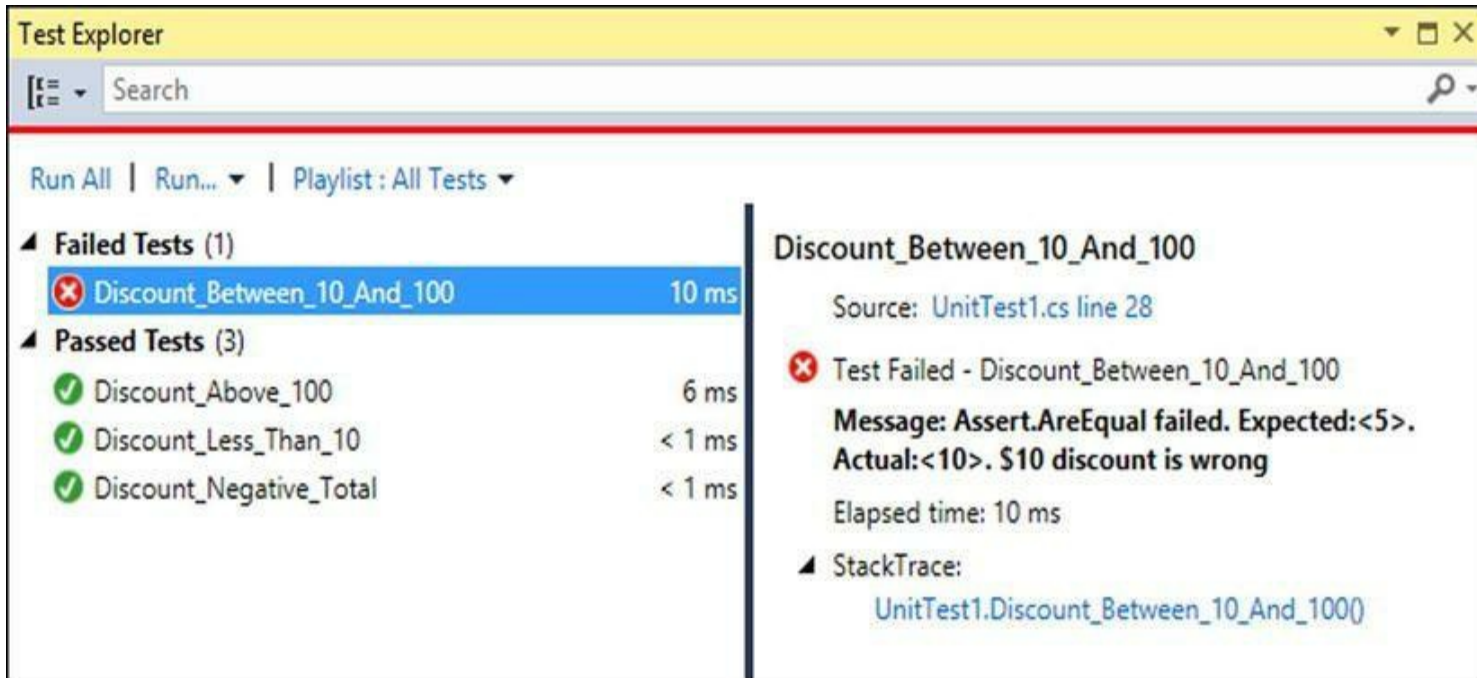 Test Explorer
Search
Run All | Run... | Playlist : All Tests
Failed Tests (1)
Discount_Between_10_And_100 10 ms
Passed Tests (3)
Discount_Above_100 6 ms
Discount_Less_Than_10 < 1 ms
Discount_Negative_Total < 1 ms
Discount_Between_10_And_100
Source: UnitTest1.cs line 28
Test Failed - Discount_Between_10_And_100
Message: Assert.AreEqual failed. Expected:<5>.
Actual:<10>. $10 discount is wrong
Elapsed time: 10 ms
StackTrace:
UnitTest1.Discount_Between_10_And_100()